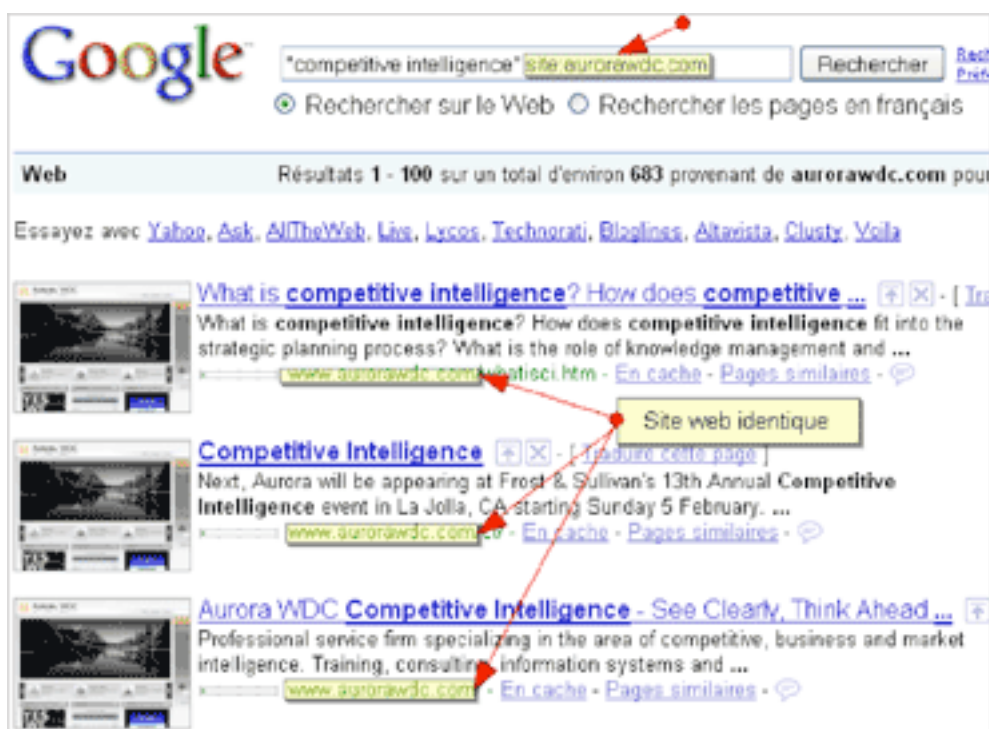 Google
"competitive intelligence" site:aurorawdc.com Rechercher
Rechercher sur le Web Rechercher les pages en français
Web Résultats 1 - 100 sur un total d'environ 683 provenant de aurorawdc.com pour
Essayez avec Yahoo, Ask, AllTheWeb, Live, Lycos, Technorati, Bloglines, Altavista, Clusty, Voila
What is competitive intelligence? How does competitive ... - [
What is competitive intelligence? How does competitive intelligence fit into the
strategic planning process? What is the role of knowledge management and ...
www.aurorawdc.com/whatisci.htm - En cache - Pages similaires -
Site web identique
Competitive Intelligence - [ Traduire cette page ]
Next, Aurora will be appearing at Frost & Sullivan's 13th Annual Competitive
Intelligence event in La Jolla, CA starting Sunday 5 February. ...
www.aurorawdc.com - En cache - Pages similaires -
Aurora WDC Competitive Intelligence - See Clearly, Think Ahead ...
Professional service firm specializing in the area of competitive, business and market
intelligence. Training, consulting, information systems and ...
www.aurorawdc.com - En cache - Pages similaires -